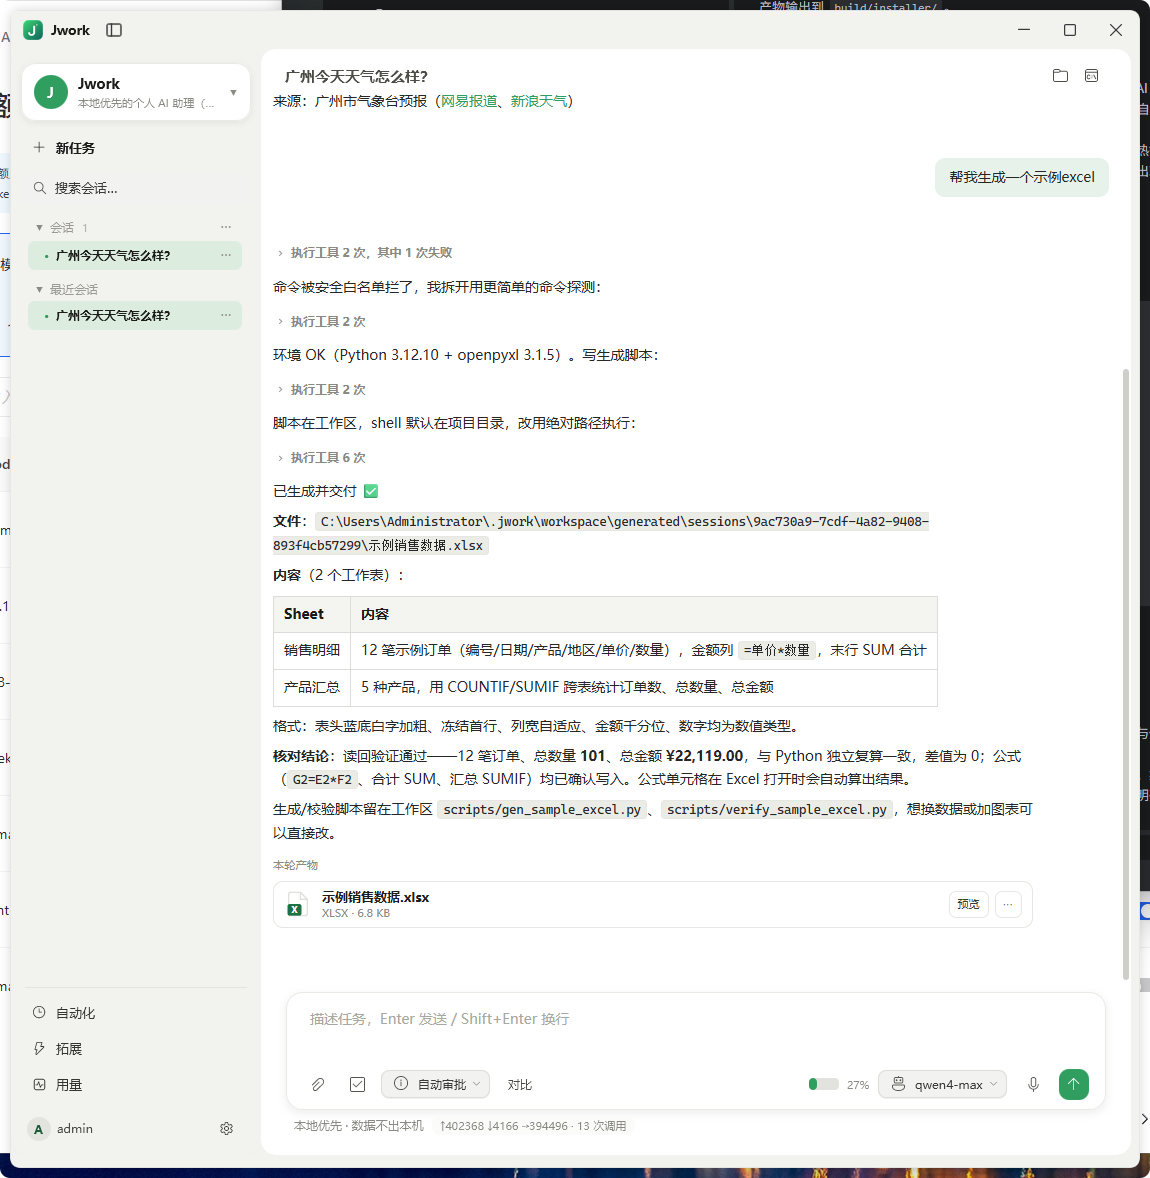 产物输出到 build/installer/
Jwork
Jwork
本地优先的个人 AI 助理（...
新任务
搜索会话...
会话 1
广州今天天气怎么样?
最近会话
广州今天天气怎么样?
自动化
拓展
用量
A admin
广州今天天气怎么样?
来源：广州市气象台预报（网易报道、新浪天气）
帮我生成一个示例excel
执行工具 2 次，其中 1 次失败
命令被安全白名单拦了，我拆开用更简单的命令探测：
执行工具 2 次
环境 OK（Python 3.12.10 + openpyxl 3.1.5）。写生成脚本：
执行工具 2 次
脚本在工作区，shell 默认在项目目录，改用绝对路径执行：
执行工具 6 次
已生成并交付 ✅
文件： C:\Users\Administrator\.jwork\workspace\generated\sessions\9ac730a9-7cdf-4a82-9408-
893f4cb57299\示例销售数据.xlsx
内容（2 个工作表）：
Sheet 内容
销售明细 12 笔示例订单（编号/日期/产品/地区/单价/数量），金额列 =单价*数量 ，末行 SUM 合计
产品汇总 5 种产品，用 COUNTIF/SUMIF 跨表统计订单数、总数量、总金额
格式：表头蓝底白字加粗、冻结首行、列宽自适应、金额千分位、数字均为数值类型。
核对结论：读回验证通过——12 笔订单、总数量 101、总金额 ¥22,119.00，与 Python 独立复算一致，差值为 0；公式
（ G2=E2*F2 、合计 SUM、汇总 SUMIF）均已确认写入。公式单元格在 Excel 打开时会自动算出结果。
生成/校验脚本留在工作区 scripts/gen_sample_excel.py 、 scripts/verify_sample_excel.py ，想换数据或加图表可
以直接改。
本轮产物
示例销售数据.xlsx
XLSX · 6.8 KB
预览
描述任务，Enter 发送 / Shift+Enter 换行
自动审批
对比
27%
qwen4-max
本地优先 · 数据不出本机 ↑402368 ↓4166 →394496 · 13 次调用